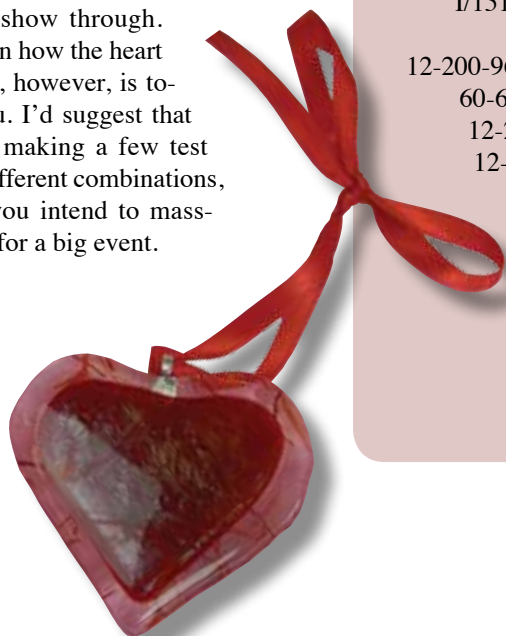 show through.
n how the heart
, however, is to-
u. I’d suggest that
making a few test
fferent combinations,
you intend to mass-
for a big event.
12-200-96
60-6
12-
12-